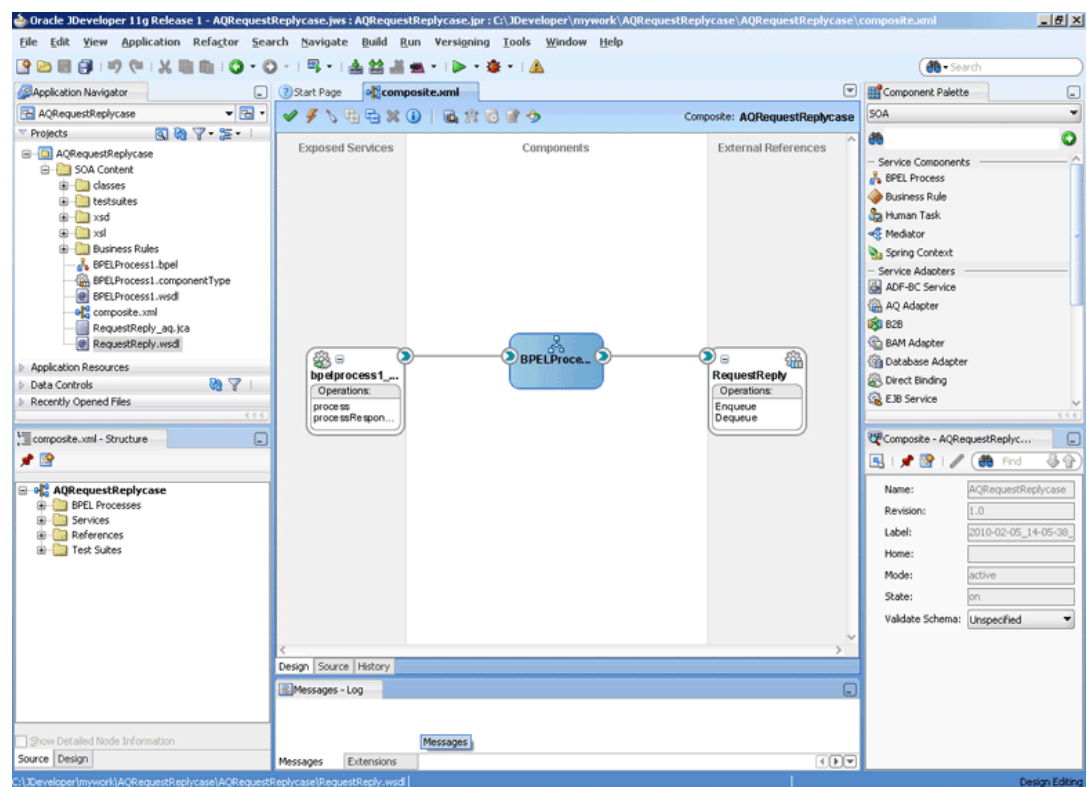 Oracle JDeveloper 11g Release 1 - AQRequestReplycase.jws : AQRequestReplycase.jpr : C:\JDeveloper\mywork\AQRequestReplycase\AQRequestReplycase\composite.xml
File Edit View Application Refactor Search Navigate Build Run Versioning Tools Window Help
Search
Application Navigator
AQRequestReplycase
Projects
AQRequestReplycase
SOA Content
classes
testsuites
xsd
xsl
Business Rules
BPELProcess1.bpel
BPELProcess1.componentType
BPELProcess1.wsdl
composite.xml
RequestReply_aq.jca
RequestReply.wsdl
Application Resources
Data Controls
Recently Opened Files
composite.xml - Structure
AQRequestReplycase
BPEL Processes
Services
References
Test Suites
Show Detailed Node Information
Source Design
Start Page composite.xml
Composite: AQRequestReplycase
Exposed Services Components External References
bpelprocess1_...
Operations:
process
processRespon...
BPELProce...
RequestReply
Operations:
Enqueue
Dequeue
Design Source History
Messages - Log
Messages
Messages Extensions
Component Palette
SOA
Service Components
BPEL Process
Business Rule
Human Task
Mediator
Spring Context
Service Adapters
ADF-BC Service
AQ Adapter
B2B
BAM Adapter
Database Adapter
Direct Binding
EJB Service
Composite - AQRequestReplyc...
Find
Name: AQRequestReplycase
Revision: 1.0
Label: 2010-02-05_14-05-38_
Home:
Mode: active
State: on
Validate Schema: Unspecified
C:\JDeveloper\mywork\AQRequestReplycase\AQRequestReplycase\RequestReply.wsdl
Design Editing